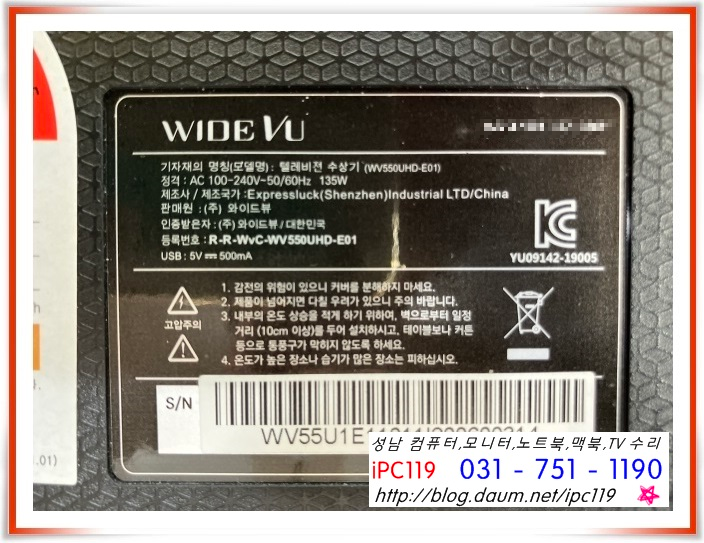 WIDE VU
기자재의 명칭(모델명) : 텔레비젼 수상기 (WV550UHD-E01)
정격 : AC 100-240V~50/60Hz 135W
제조사 / 제조국가 :Expressluck(Shenzhen)Industrial LTD/China
판매원 : (주) 와이드뷰
인증받은자 : (주) 와이드뷰 / 대한민국
등록번호 : R-R-WvC-WV550UHD-E01
USB : 5V ⎓ 500mA
YU09142-19005
고압주의
1. 감전의 위험이 있으니 커버를 분해하지 마세요.
2. 제품이 넘어지면 다칠 우려가 있으니 주의 바랍니다.
3. 내부의 온도 상승을 적게 하기 위하여, 벽으로부터 일정
거리 (10cm 이상)를 두어 설치하시고, 테이블보나 커튼
등으로 통풍구가 막히지 않도록 하세요.
4. 온도가 높은 장소나 습기가 많은 장소는 피하십시오.
S/N
성남 컴퓨터,모니터,노트북,맥북,TV 수리
iPC119 031 - 751 - 1190
http://blog.daum.net/ipc119
.01)